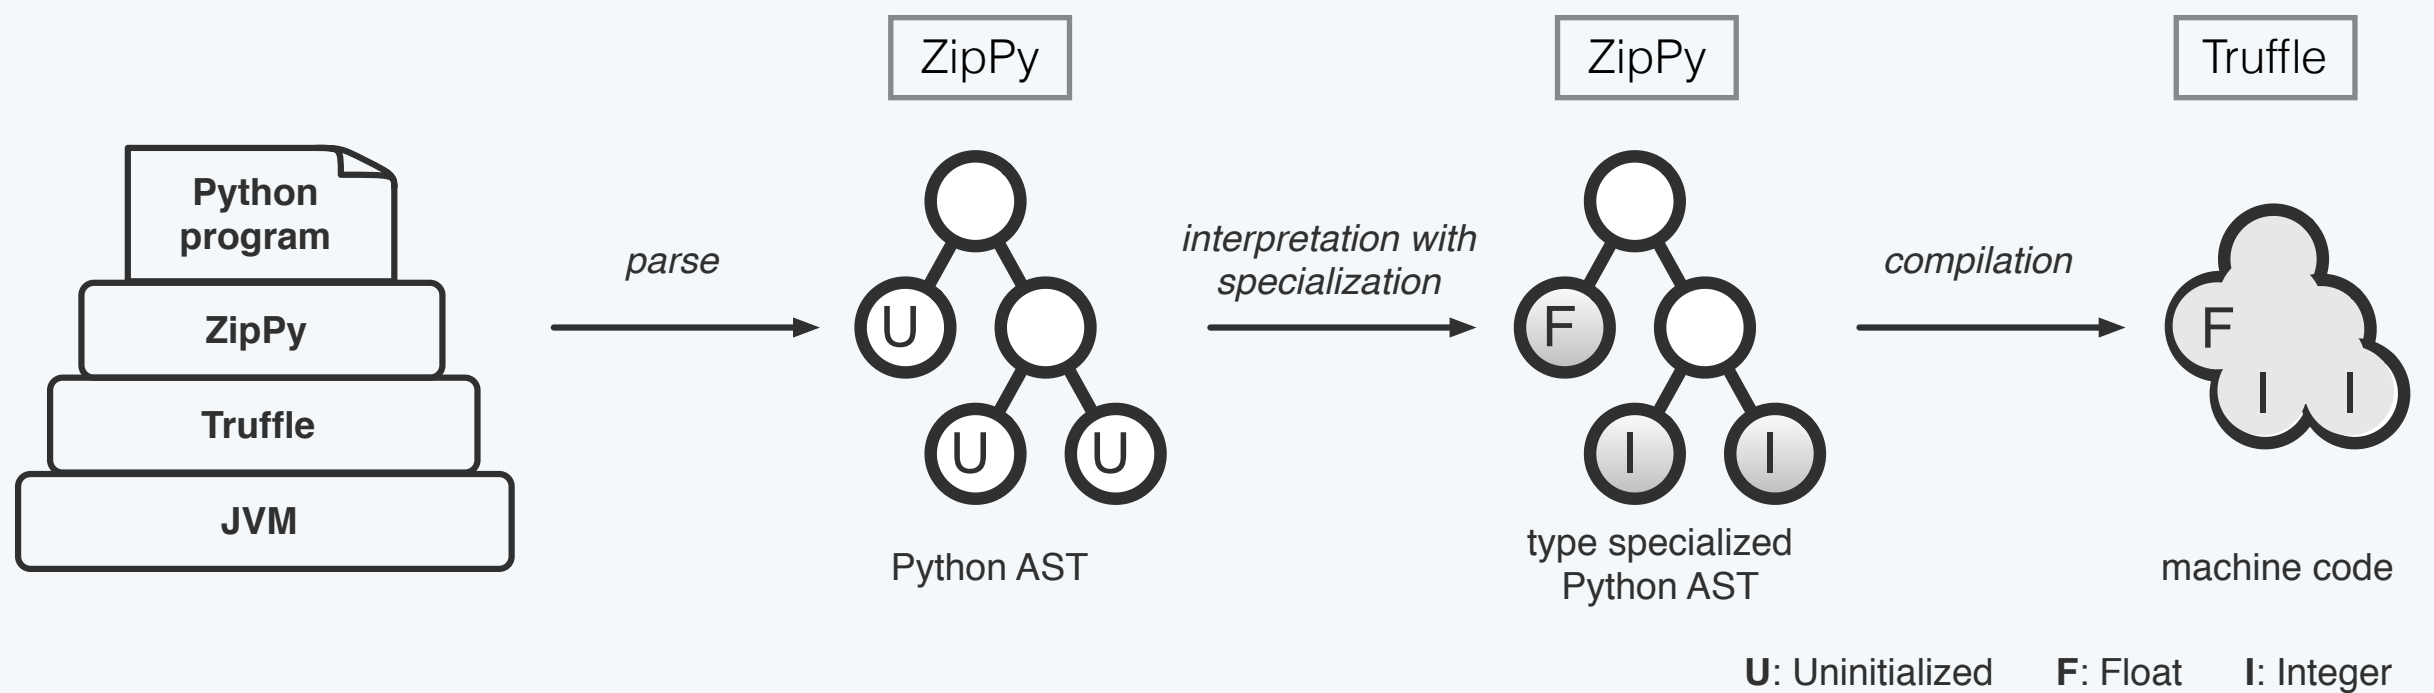 ZipPy
ZipPy
Truffle
Python
program
ZipPy
Truffle
JVM
parse
U
U
U
Python AST
interpretation with
specialization
F
I
I
type specialized
Python AST
compilation
F
I
I
machine code
U: Uninitialized F: Float I: Integer